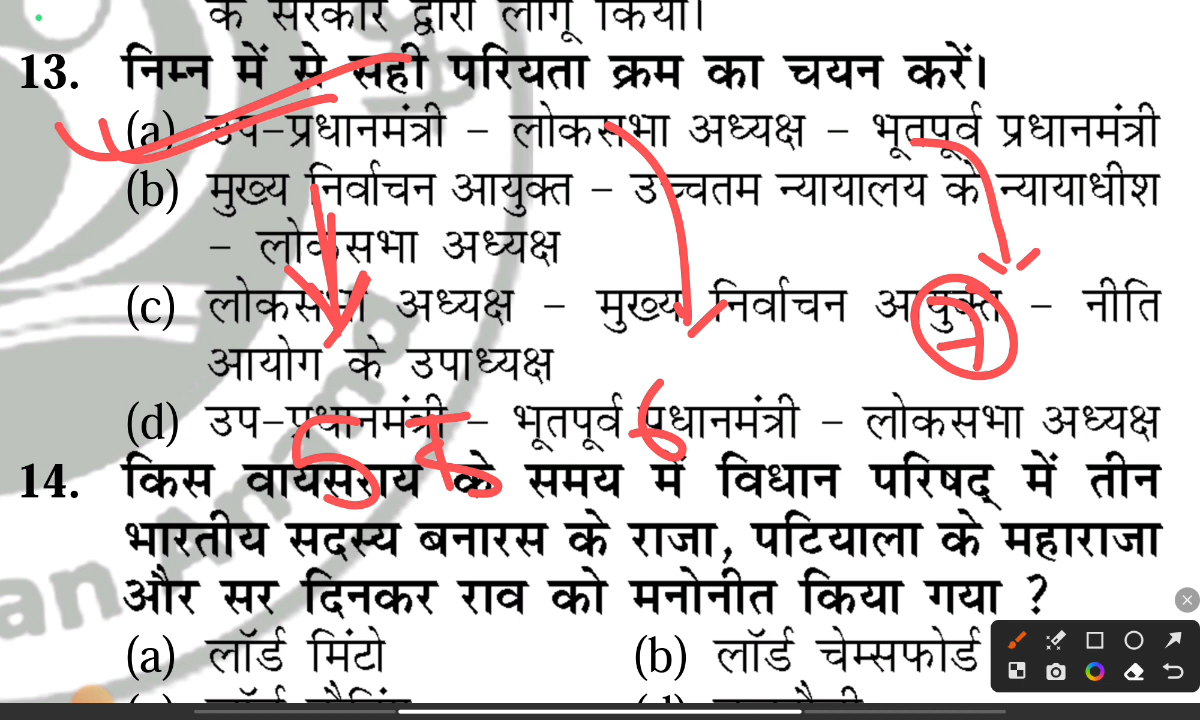 के सरकार द्वारा लागू किया।
13. निम्न में से सही परियता क्रम का चयन करें।
(a) उप-प्रधानमंत्री – लोकसभा अध्यक्ष – भूतपूर्व प्रधानमंत्री
(b) मुख्य निर्वाचन आयुक्त – उच्चतम न्यायालय के न्यायाधीश
– लोकसभा अध्यक्ष
(c) लोकसभा अध्यक्ष – मुख्य निर्वाचन आयुक्त – नीति
आयोग के उपाध्यक्ष
7
(d) उप-प्रधानमंत्री – भूतपूर्व प्रधानमंत्री – लोकसभा अध्यक्ष
5 6
14. किस वायसराय के समय में विधान परिषद् में तीन
भारतीय सदस्य बनारस के राजा, पटियाला के महाराजा
और सर दिनकर राव को मनोनीत किया गया ?
(a) लॉर्ड मिंटो (b) लॉर्ड चेम्सफोर्ड